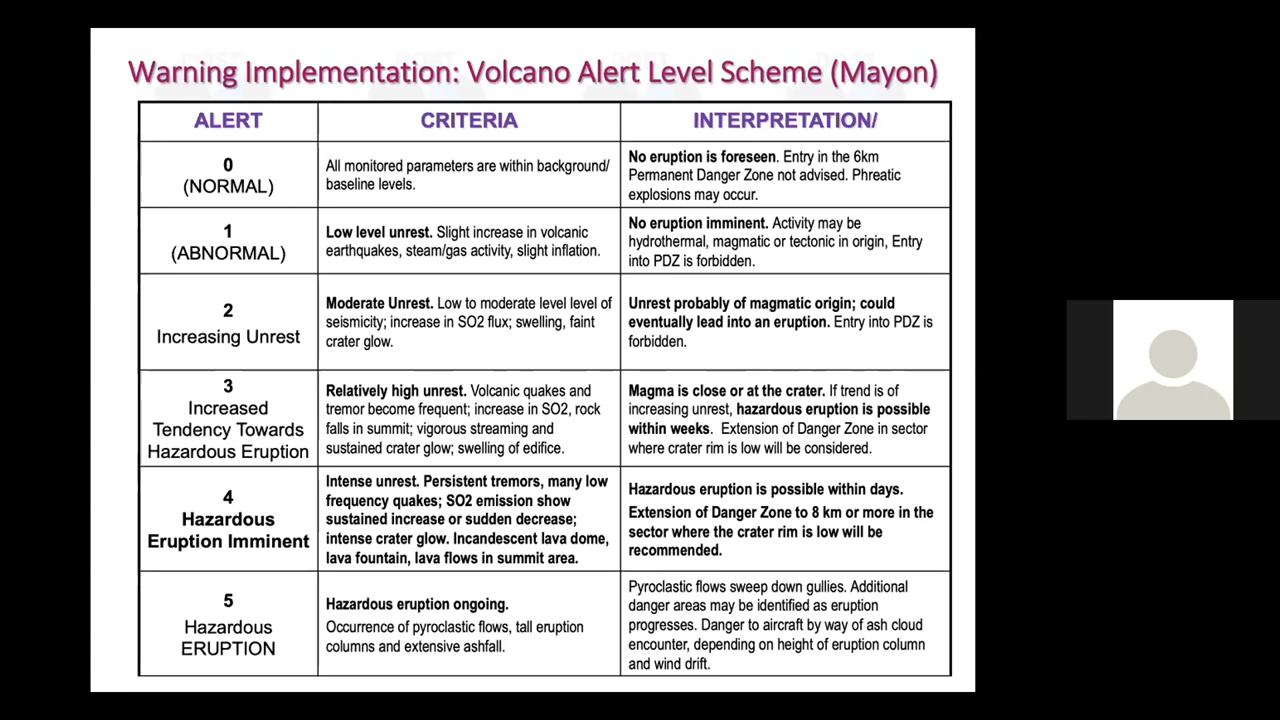 Warning Implementation: Volcano Alert Level Scheme (Mayon)
ALERT
CRITERIA
INTERPRETATION/
0
(NORMAL)
All monitored parameters are within background/
baseline levels.
No eruption is foreseen. Entry in the 6km
Permanent Danger Zone not advised. Phreatic
explosions may occur.
1
(ABNORMAL)
Low level unrest. Slight increase in volcanic
earthquakes, steam/gas activity, slight inflation.
No eruption imminent. Activity may be
hydrothermal, magmatic or tectonic in origin, Entry
into PDZ is forbidden.
2
Increasing Unrest
Moderate Unrest. Low to moderate level level of
seismicity; increase in SO2 flux; swelling, faint
crater glow.
Unrest probably of magmatic origin; could
eventually lead into an eruption. Entry into PDZ is
forbidden.
3
Increased
Tendency Towards
Hazardous Eruption
Relatively high unrest. Volcanic quakes and
tremor become frequent; increase in SO2, rock
falls in summit; vigorous streaming and
sustained crater glow; swelling of edifice.
Magma is close or at the crater. If trend is of
increasing unrest, hazardous eruption is possible
within weeks. Extension of Danger Zone in sector
where crater rim is low will be considered.
4
Hazardous
Eruption Imminent
Intense unrest. Persistent tremors, many low
frequency quakes; SO2 emission show
sustained increase or sudden decrease;
intense crater glow. Incandescent lava dome,
lava fountain, lava flows in summit area.
Hazardous eruption is possible within days.
Extension of Danger Zone to 8 km or more in the
sector where the crater rim is low will be
recommended.
5
Hazardous
ERUPTION
Hazardous eruption ongoing.
Occurrence of pyroclastic flows, tall eruption
columns and extensive ashfall.
Pyroclastic flows sweep down gullies. Additional
danger areas may be identified as eruption
progresses. Danger to aircraft by way of ash cloud
encounter, depending on height of eruption column
and wind drift.